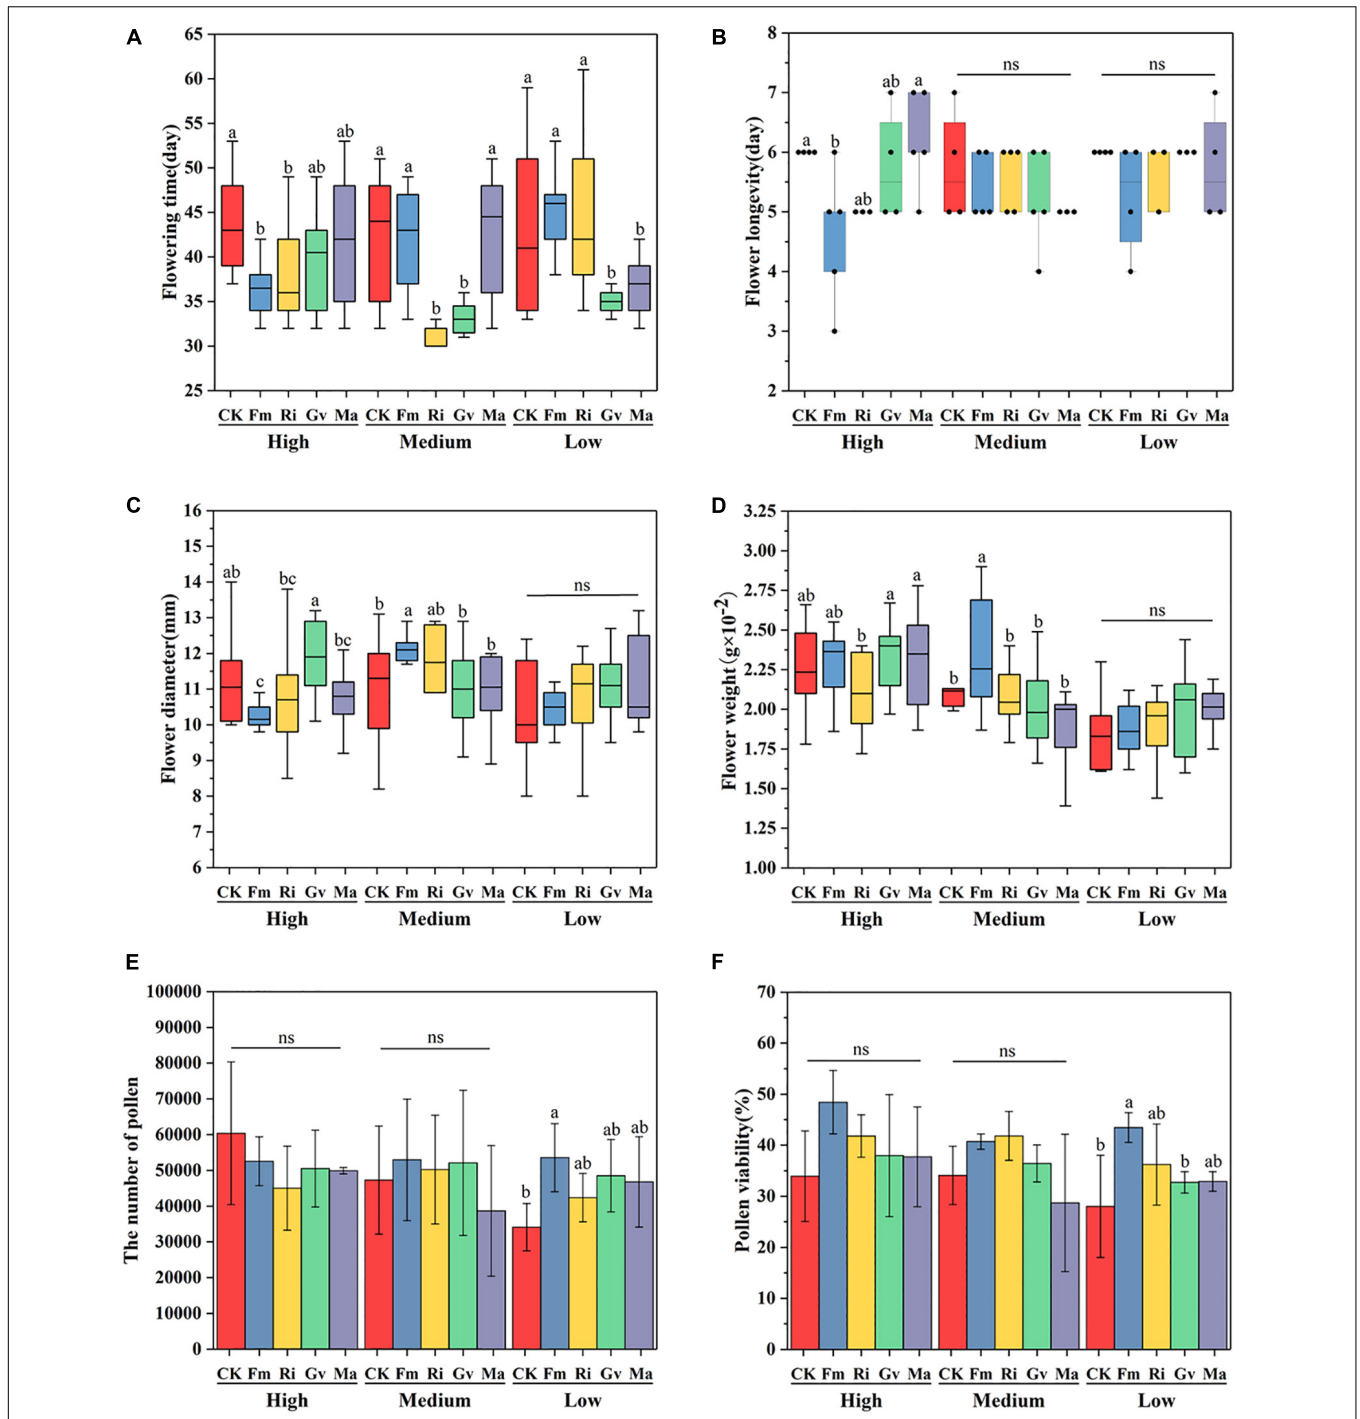 A
Flowering time(day)
65
60
55
50
45
40
35
30
25
a b b ab ab a a b b a a a a b b
CK Fm Ri Gv Ma CK Fm Ri Gv Ma CK Fm Ri Gv Ma
High Medium Low
B
Flower longevity(day)
8
7
6
5
4
3
2
a b ab ab a ns ns
CK Fm Ri Gv Ma CK Fm Ri Gv Ma CK Fm Ri Gv Ma
High Medium Low
C
Flower diameter(mm)
16
15
14
13
12
11
10
9
8
7
6
ab c bc a bc b a ab b b ns
CK Fm Ri Gv Ma CK Fm Ri Gv Ma CK Fm Ri Gv Ma
High Medium Low
D
Flower weight(g×10-2)
3.25
3.00
2.75
2.50
2.25
2.00
1.75
1.50
1.25
1.00
ab ab b a a b a b b b ns
CK Fm Ri Gv Ma CK Fm Ri Gv Ma CK Fm Ri Gv Ma
High Medium Low
E
The number of pollen
100000
90000
80000
70000
60000
50000
40000
30000
20000
10000
0
ns ns b a ab ab ab
CK Fm Ri Gv Ma CK Fm Ri Gv Ma CK Fm Ri Gv Ma
High Medium Low
F
Pollen viability(%)
70
60
50
40
30
20
10
0
ns ns b a ab b ab
CK Fm Ri Gv Ma CK Fm Ri Gv Ma CK Fm Ri Gv Ma
High Medium Low